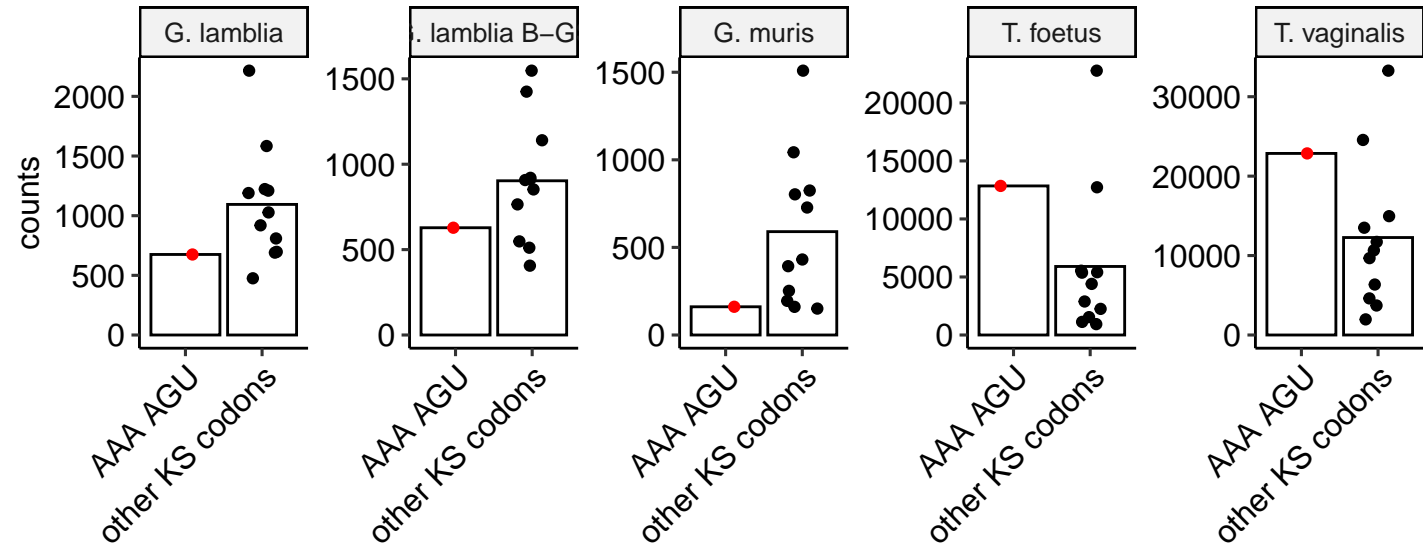 G. lamblia
. lamblia B−G
G. muris
T. foetus
T. vaginalis
counts
2000
1500
1000
500
0
1500
1000
500
0
1500
1000
500
0
20000
15000
10000
5000
0
30000
20000
10000
0
AAA AGU
other KS codons
AAA AGU
other KS codons
AAA AGU
other KS codons
AAA AGU
other KS codons
AAA AGU
other KS codons